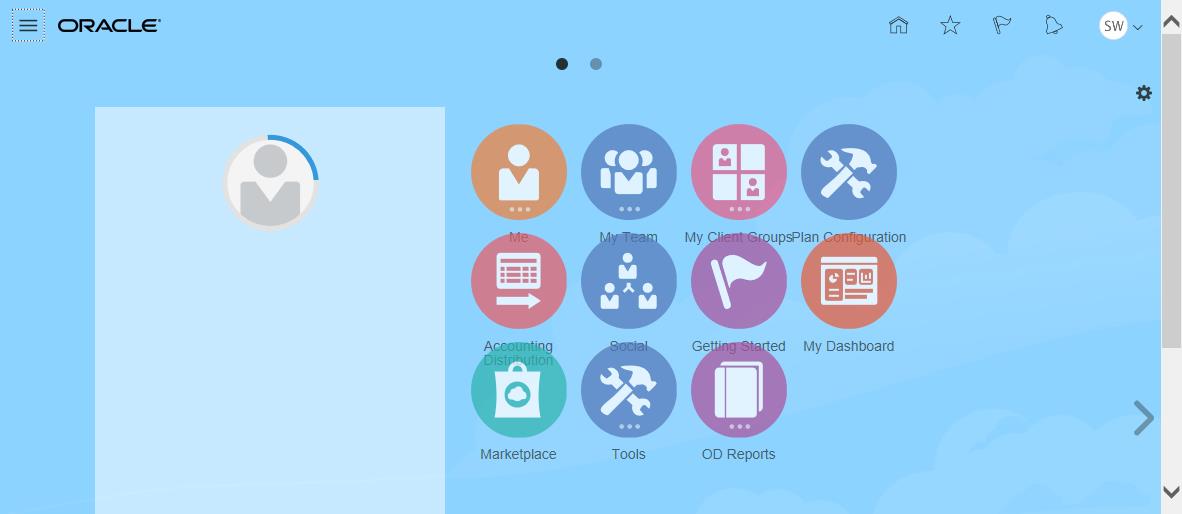 ORACLE
SW
Me
My Team
My Client Groups
Plan Configuration
Accounting
Distribution
Social
Getting Started
My Dashboard
Marketplace
Tools
OD Reports